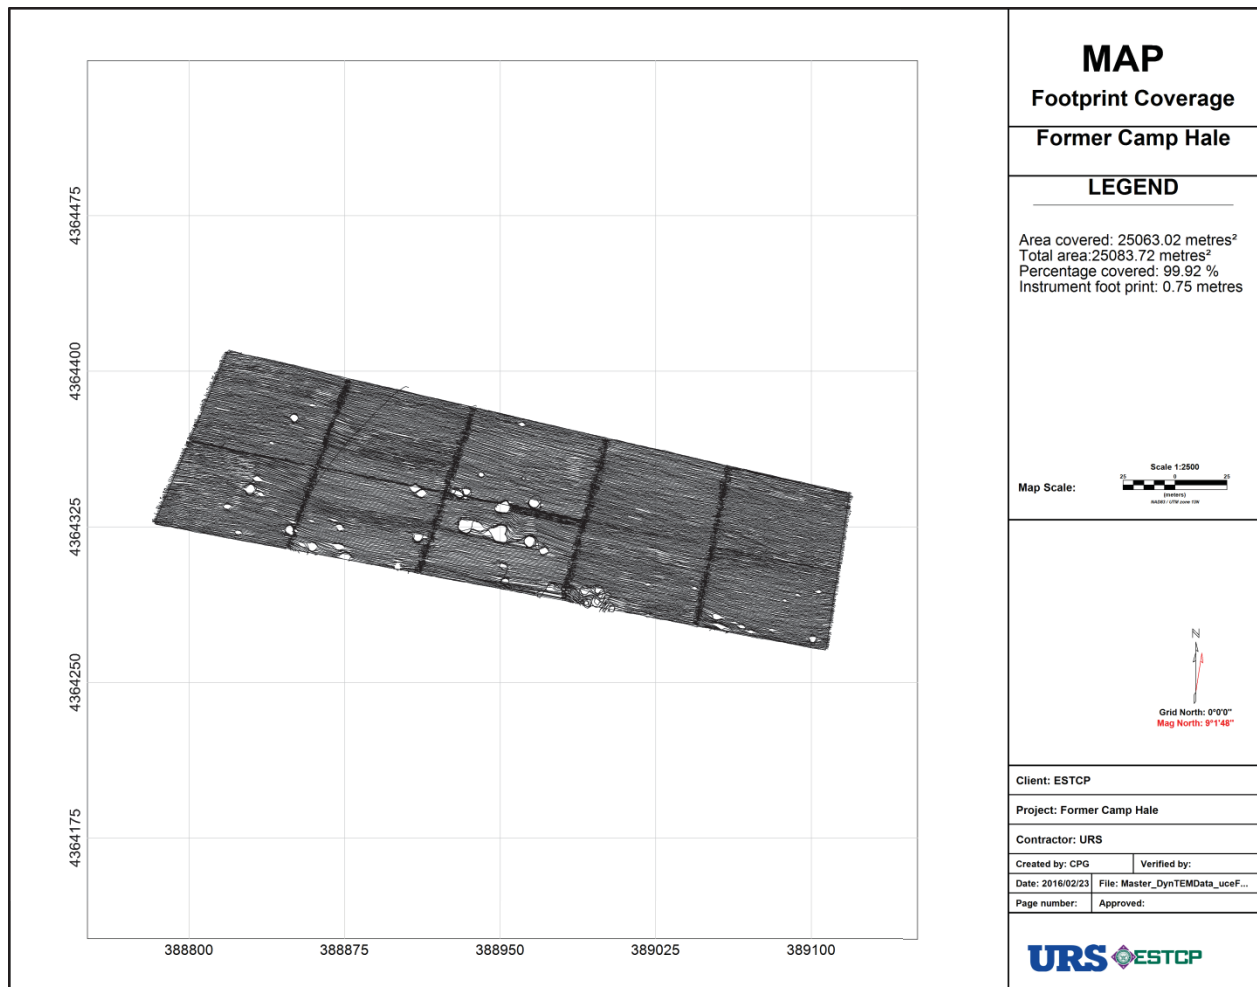 MAP
Footprint Coverage
Former Camp Hale
LEGEND
Area covered: 25063.02 metres²
Total area:25083.72 metres²
Percentage covered: 99.92 %
Instrument foot print: 0.75 metres
Scale 1:2500
Map Scale:
25 0 25
(meters)
NAD83 / UTM zone 13N
N
Grid North: 0°0'0"
Mag North: 9°1'48"
Client: ESTCP
Project: Former Camp Hale
Contractor: URS
Created by: CPG Verified by:
Date: 2016/02/23 File: Master_DynTEMData_uceF...
Page number: Approved:
URS ESTCP
4364475
4364400
4364325
4364250
4364175
388800 388875 388950 389025 389100